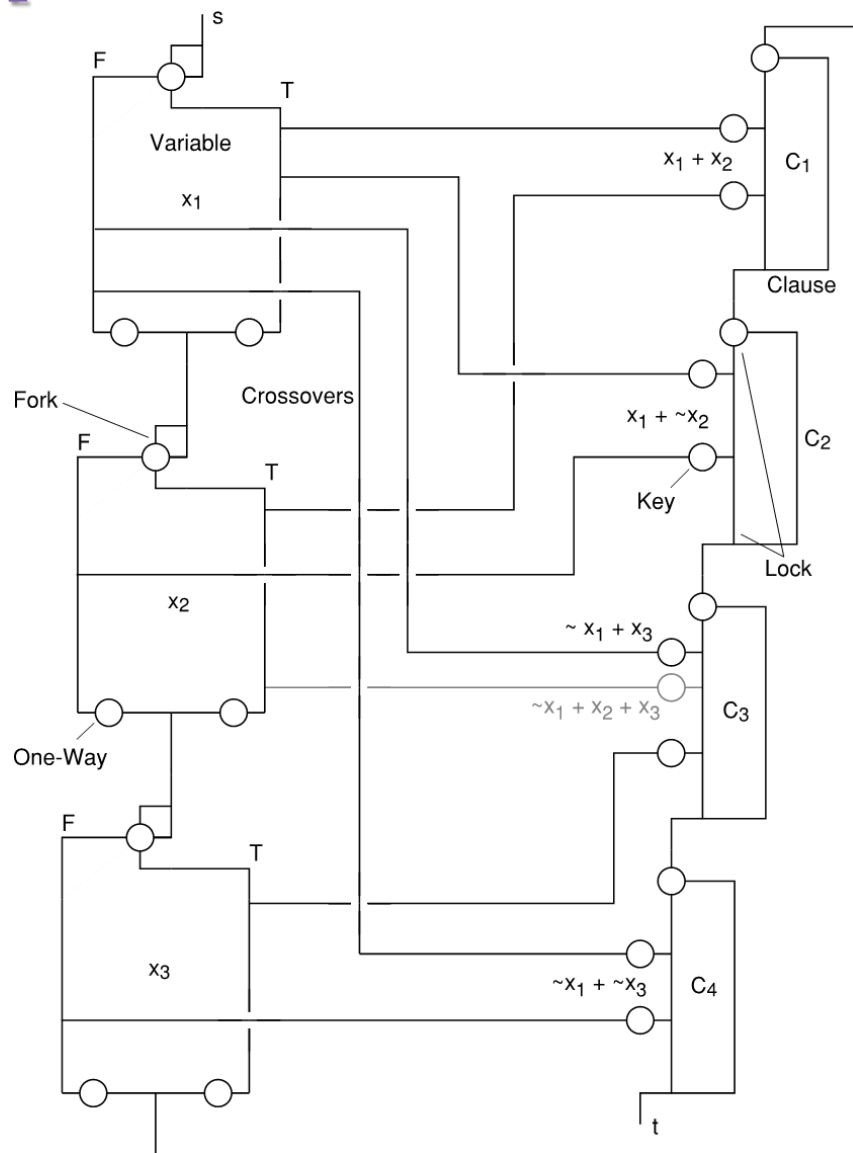 s
F
T
Variable
x1
x1 + x2
C1
Clause
Crossovers
Fork
F
T
x1 + ~x2
C2
Key
Lock
x2
~ x1 + x3
~x1 + x2 + x3
C3
One-Way
F
T
x3
~x1 + ~x3
C4
t